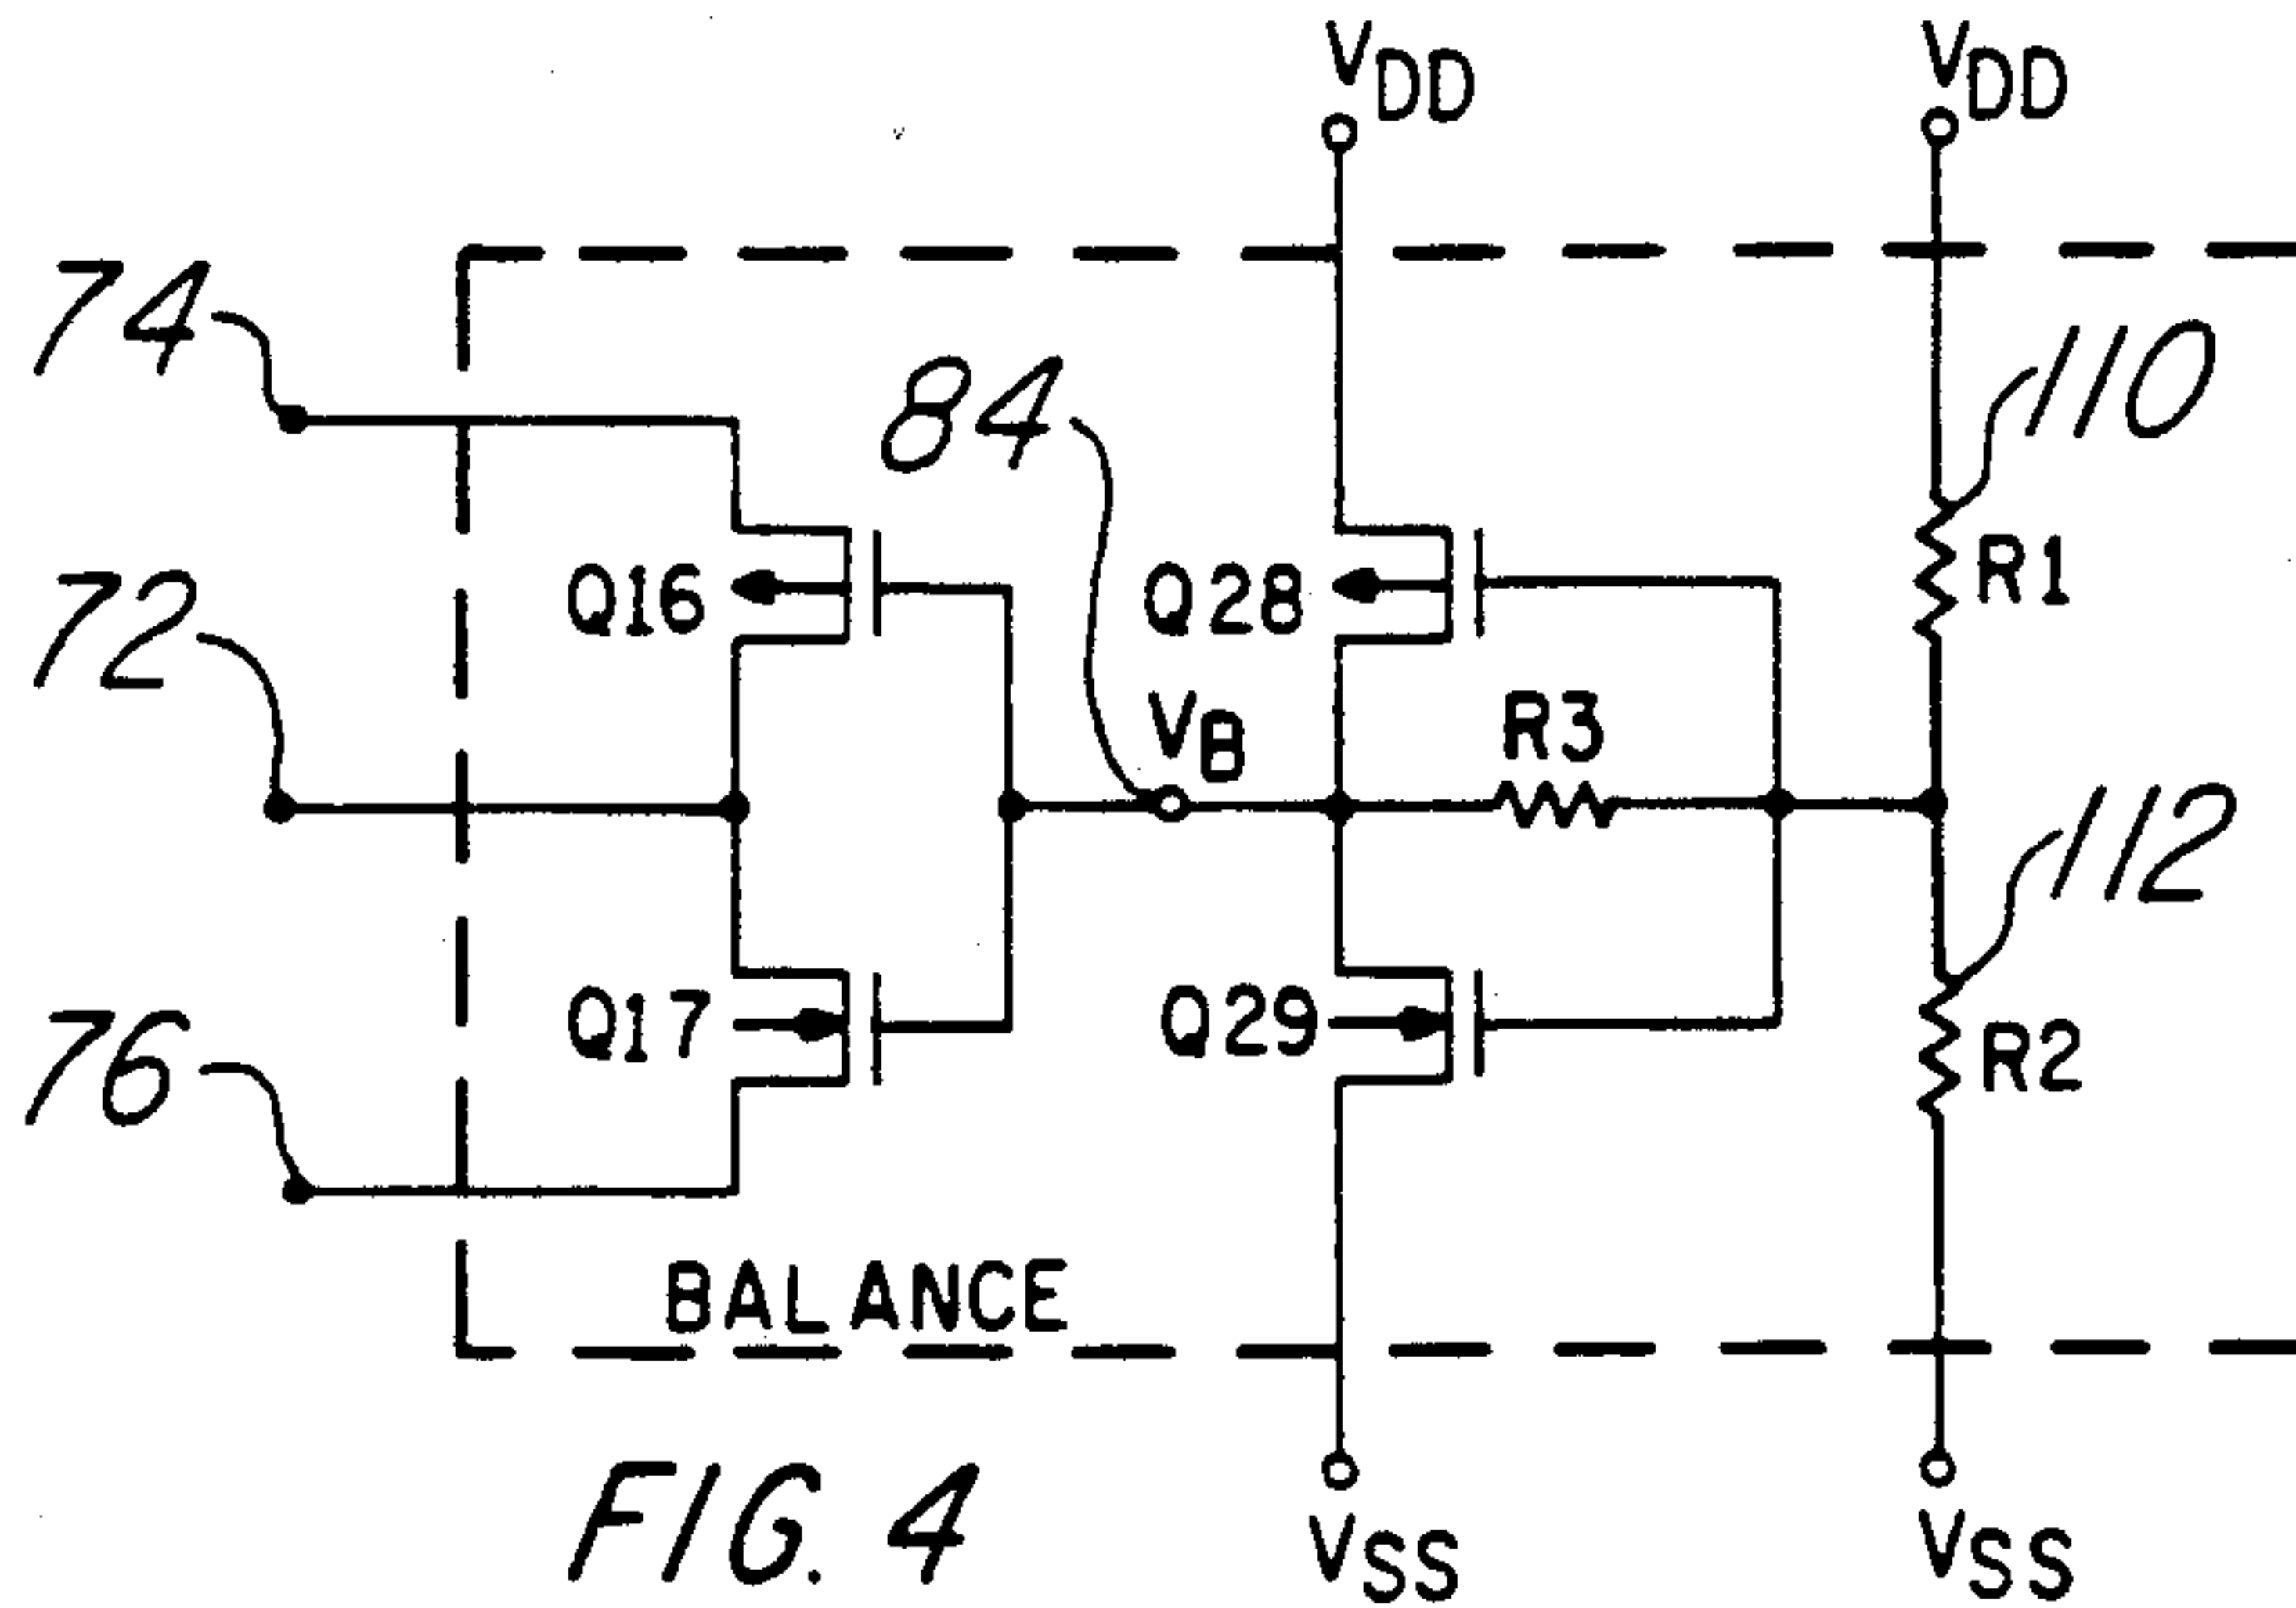 VDD VDD
74
110
84
Q16 Q28 R1
72
VB R3
112
Q17 Q29 R2
76
BALANCE
FIG. 4
VSS VSS